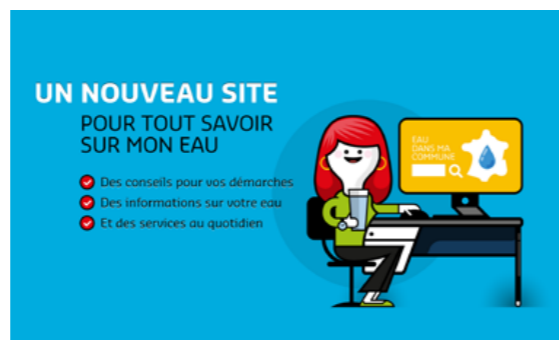 UN NOUVEAU SITE
POUR TOUT SAVOIR
SUR MON EAU
Des conseils pour vos démarches
Des informations sur votre eau
Et des services au quotidien
EAU
DANS MA
COMMUNE